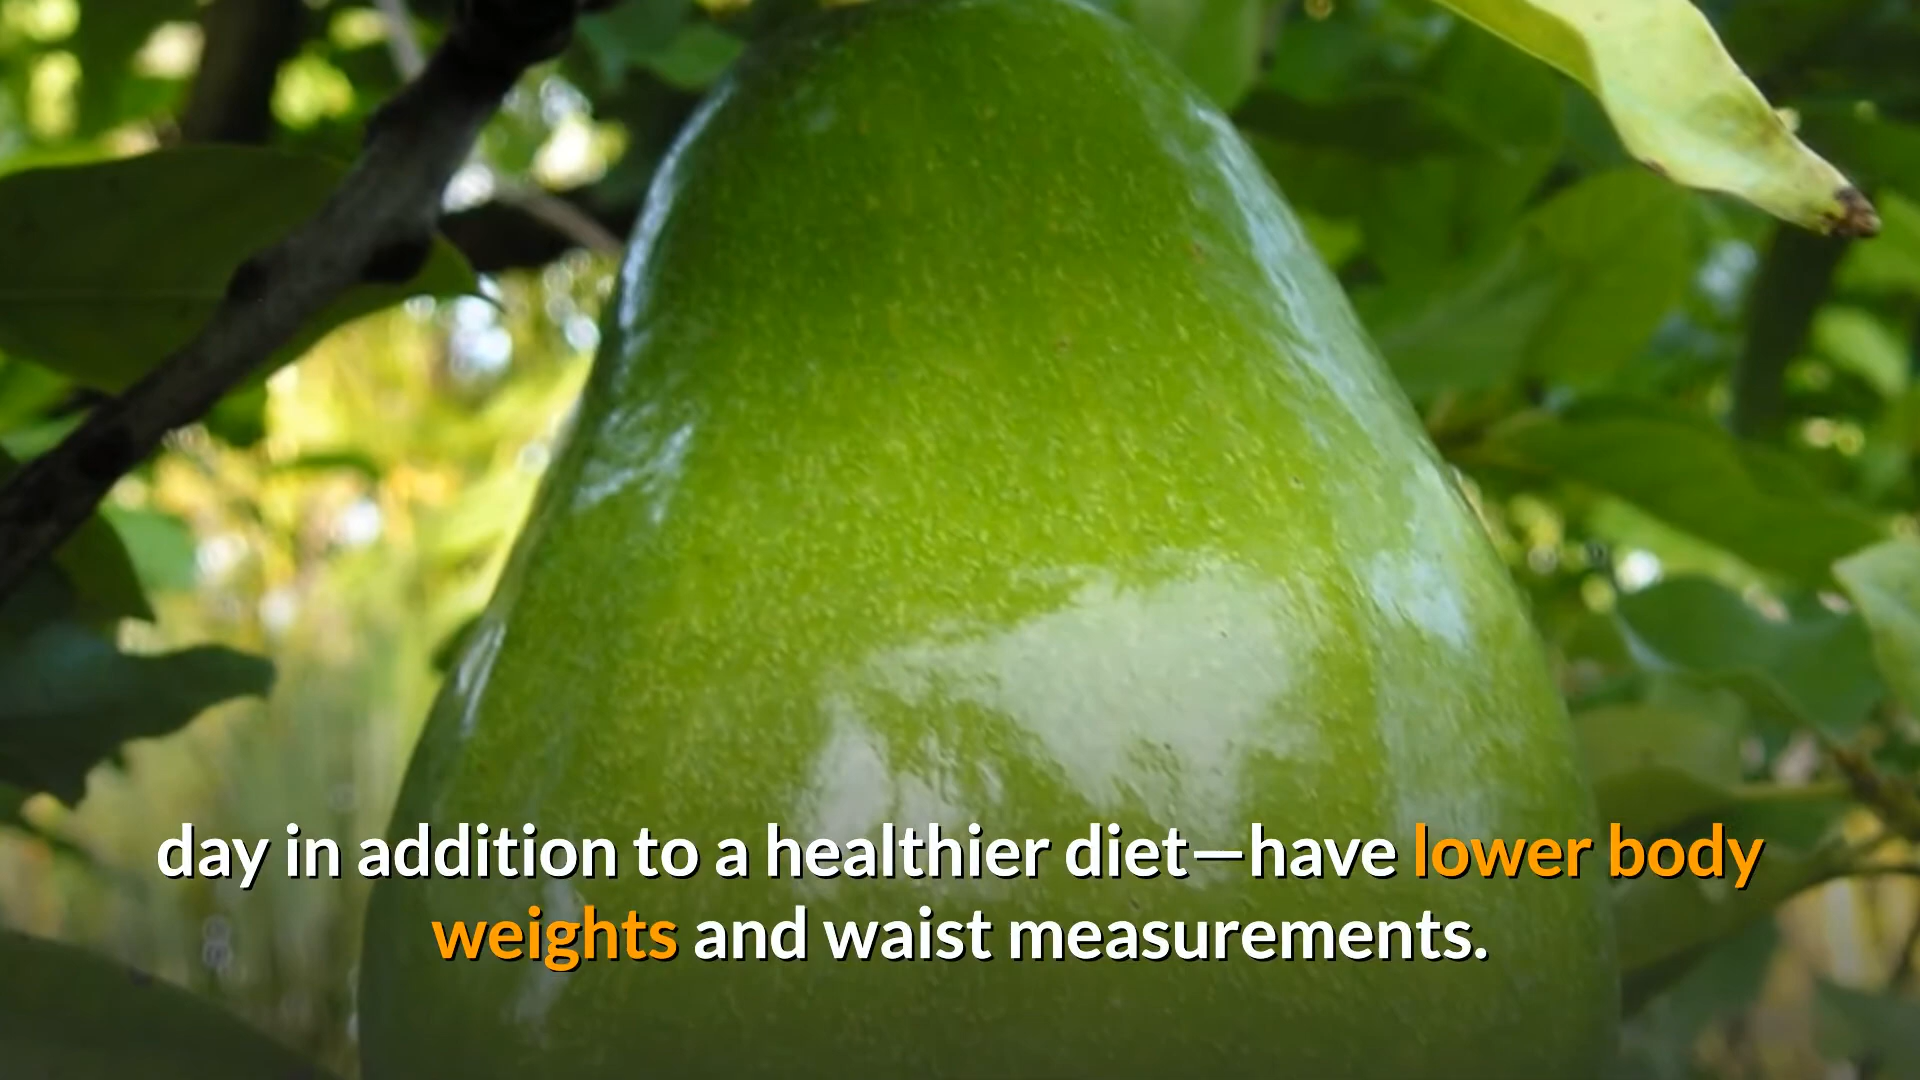 day in addition to a healthier diet—have lower body
weights and waist measurements.